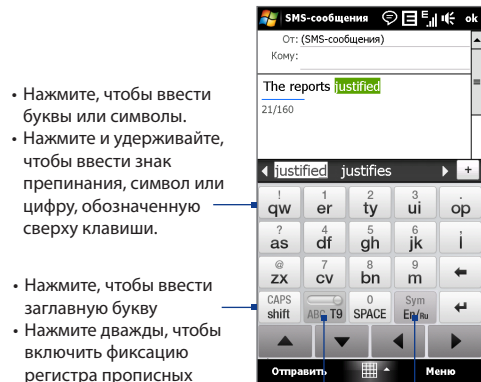 SMS-сообщения ok
От: (SMS-сообщения)
Кому:
The reports justified
21/160
justified justifies +
! qw 1 er 2 ty 3 ui . op
? as 4 df 5 gh 6 jk , l
@ zx 7 cv 8 bn 9 m
CAPS shift ABC T9 0 SPACE Sym En/Ru
Отправить Меню
• Нажмите, чтобы ввести
буквы или символы.
• Нажмите и удерживайте,
чтобы ввести знак
препинания, символ или
цифру, обозначенную
сверху клавиши.
• Нажмите, чтобы ввести
заглавную букву
• Нажмите дважды, чтобы
включить фиксацию
регистра прописных